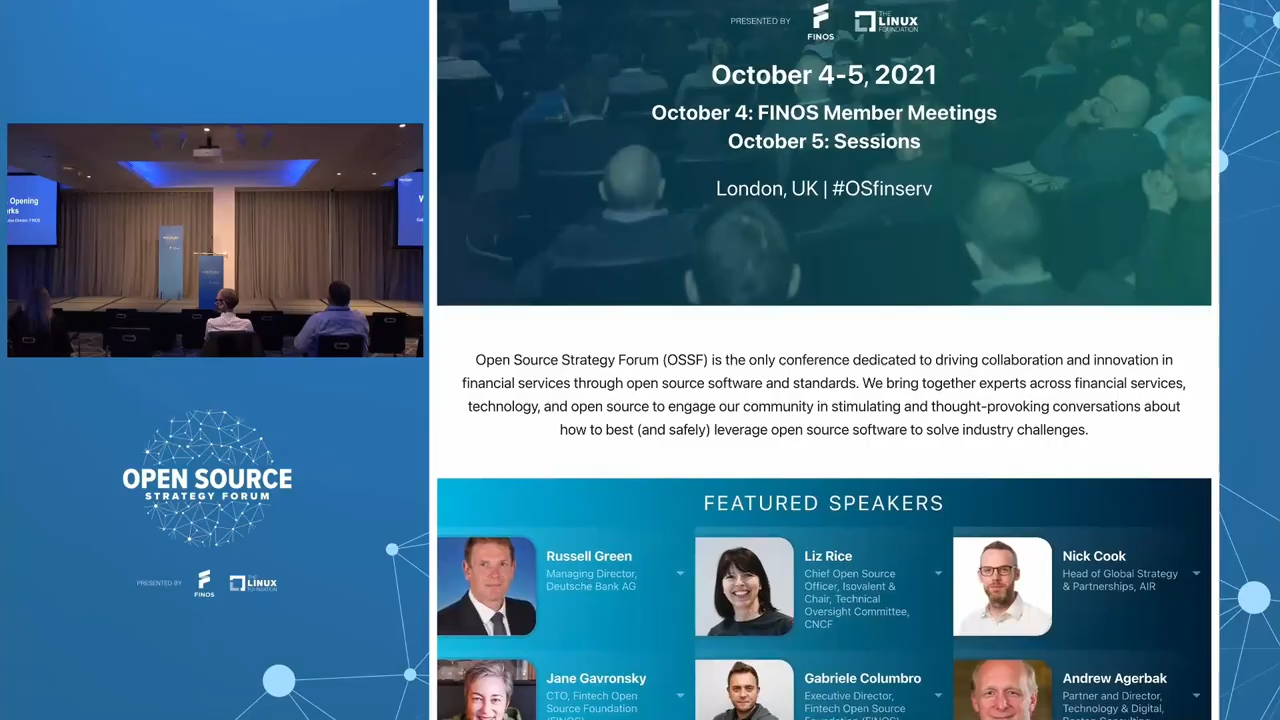 Opening
rks
FINOS
W
OPEN SOURCE
STRATEGY FORUM
PRESENTED BY
FINOS
THE
LINUX
FOUNDATION
PRESENTED BY
FINOS
THE
LINUX
FOUNDATION
October 4-5, 2021
October 4: FINOS Member Meetings
October 5: Sessions
London, UK | #OSfinserv
Open Source Strategy Forum (OSSF) is the only conference dedicated to driving collaboration and innovation in
financial services through open source software and standards. We bring together experts across financial services,
technology, and open source to engage our community in stimulating and thought-provoking conversations about
how to best (and safely) leverage open source software to solve industry challenges.
FEATURED SPEAKERS
Russell Green
Managing Director,
Deutsche Bank AG
Liz Rice
Chief Open Source
Officer, Isovalent &
Chair, Technical
Oversight Committee,
CNCF
Nick Cook
Head of Global Strategy
& Partnerships, AIR
Jane Gavronsky
CTO, Fintech Open
Source Foundation
(FINOS)
Gabriele Columbro
Executive Director,
Fintech Open Source
Foundation (FINOS)
Andrew Agerbak
Partner and Director,
Technology & Digital,
Boston Consulting